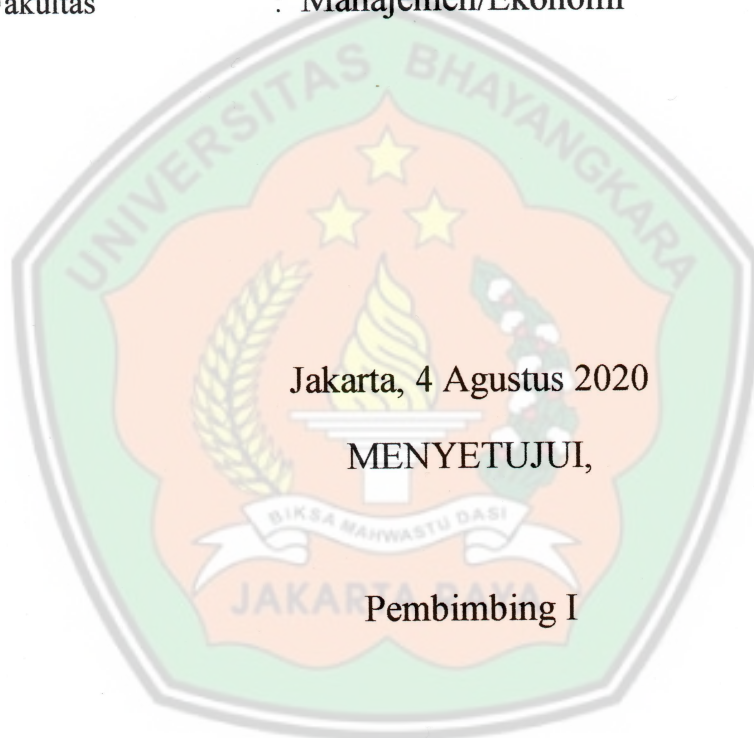 Fakultas : Manajemen/Ekonomi
UNIVERSITAS BHAYANGKARA
Jakarta, 4 Agustus 2020
MENYETUJUI,
BIKSA MAHWASTU DASI
JAKARTA RAYA
Pembimbing I